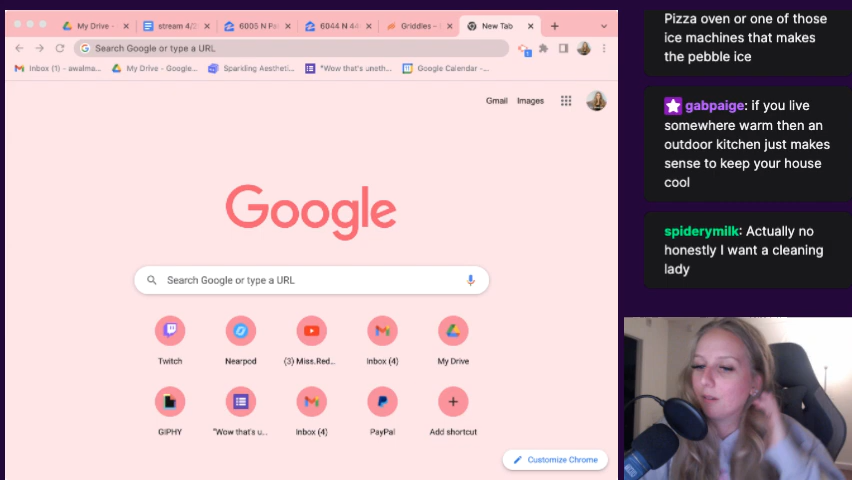 My Drive -
stream 4/2
6005 N Pa
6044 N 44
Griddles -
New Tab
Search Google or type a URL
Inbox (1) - awalma...
My Drive - Google...
Sparkling Aestheti...
"Wow that's uneth...
Google Calendar -...
Gmail
Images
Google
Search Google or type a URL
Twitch
Nearpod
(3) Miss.Red...
Inbox (4)
My Drive
GIPHY
"Wow that's u...
Inbox (4)
PayPal
Add shortcut
Customize Chrome
Pizza oven or one of those
ice machines that makes
the pebble ice
gabpaige: if you live
somewhere warm then an
outdoor kitchen just makes
sense to keep your house
cool
spiderymilk: Actually no
honestly I want a cleaning
lady